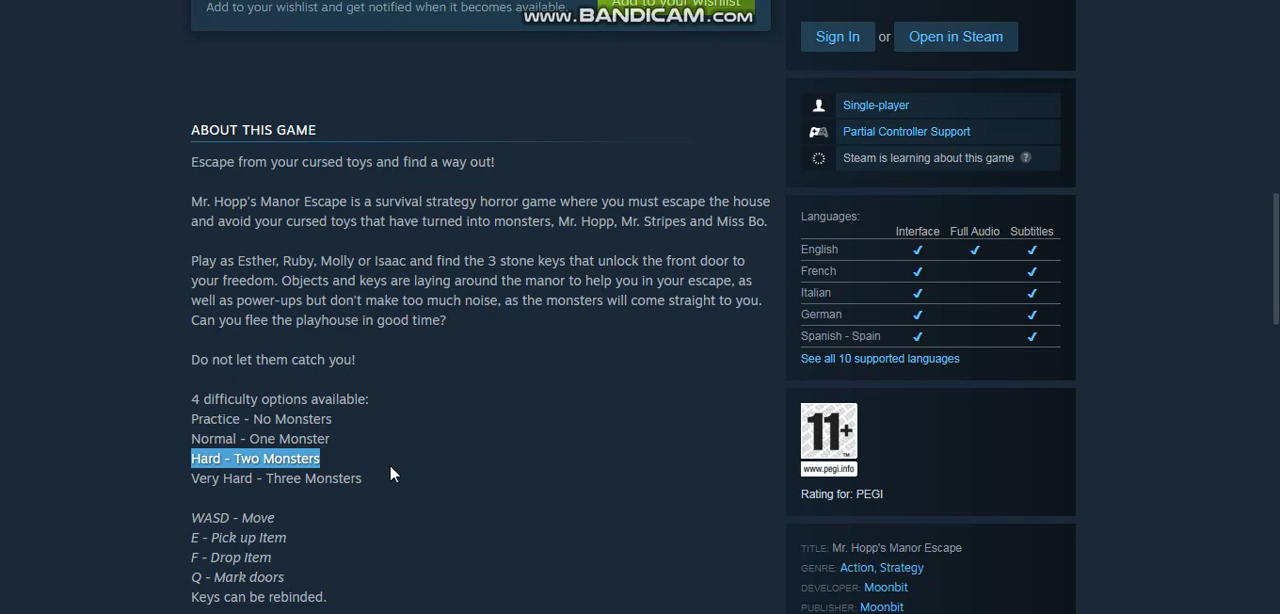 Add to your wishlist and get notified when it becomes available.
Add to your wishlist
www.BANDICAM.com
Sign In or Open in Steam
ABOUT THIS GAME
Escape from your cursed toys and find a way out!
Mr. Hopp's Manor Escape is a survival strategy horror game where you must escape the house
and avoid your cursed toys that have turned into monsters, Mr. Hopp, Mr. Stripes and Miss Bo.
Play as Esther, Ruby, Molly or Isaac and find the 3 stone keys that unlock the front door to
your freedom. Objects and keys are laying around the manor to help you in your escape, as
well as power-ups but don't make too much noise, as the monsters will come straight to you.
Can you flee the playhouse in good time?
Do not let them catch you!
4 difficulty options available:
Practice - No Monsters
Normal - One Monster
Hard - Two Monsters
Very Hard - Three Monsters
WASD - Move
E - Pick up Item
F - Drop Item
Q - Mark doors
Keys can be rebinded.
Single-player
Partial Controller Support
Steam is learning about this game ?
Languages:
Interface Full Audio Subtitles
English ✔ ✔ ✔
French ✔ ✔
Italian ✔ ✔
German ✔ ✔
Spanish - Spain ✔ ✔
See all 10 supported languages
11+
™
www.pegi.info
Rating for: PEGI
TITLE: Mr. Hopp's Manor Escape
GENRE: Action, Strategy
DEVELOPER: Moonbit
PUBLISHER: Moonbit